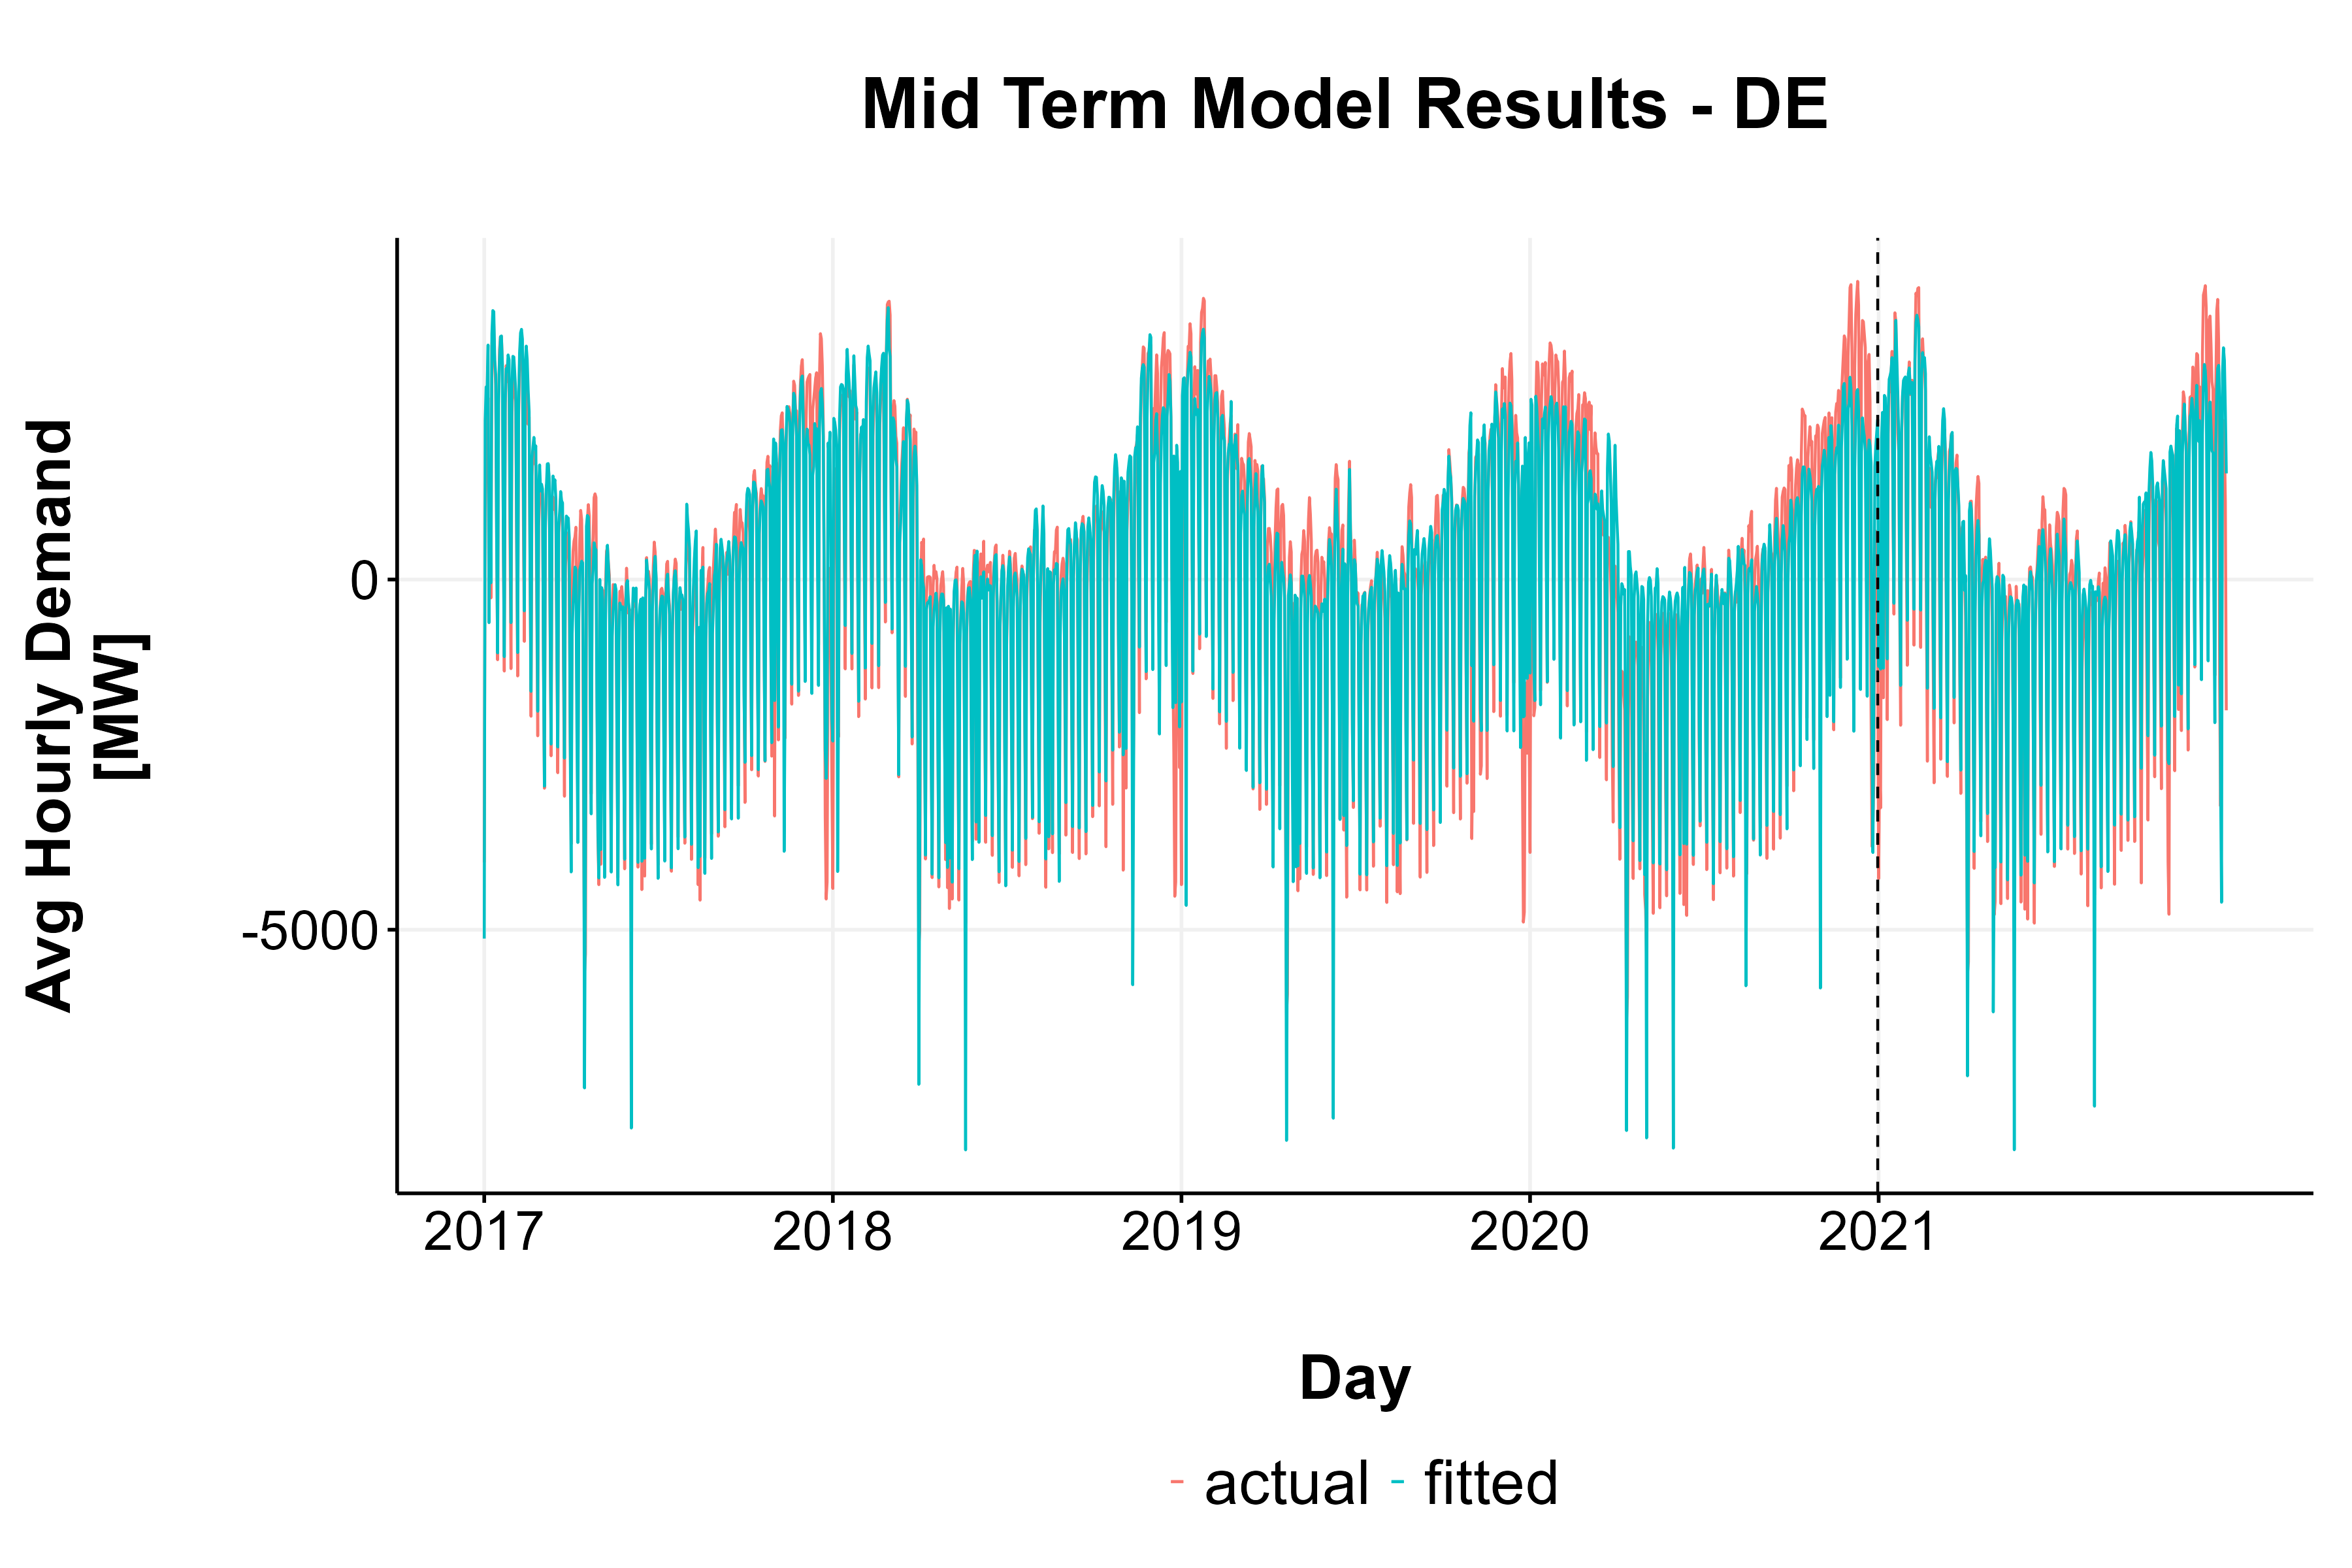 Mid Term Model Results - DE
Avg Hourly Demand
[MW]
0
-5000
2017
2018
2019
2020
2021
Day
actual
fitted